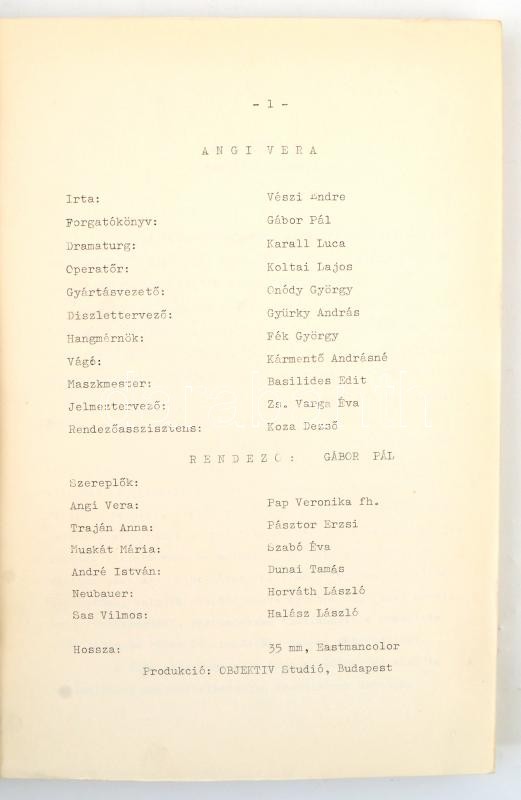 - 1 -
A N G I  V E R A
Irta: Vészi Endre
Forgatókönyv: Gábor Pál
Dramaturg: Karall Luca
Operatőr: Koltai Lajos
Gyártásvezető: Onódy György
Diszlettervező: Gyürky András
Hangmérnök: Fék György
Vágó: Kármentő Andrásné
Maszkmester: Basilides Edit
Jelmeztervező: Zs. Varga Éva
Rendezőasszisztens: Koza Dezső
R E N D E Z Ő : GÁBOR PÁL
Szereplők:
Angi Vera: Pap Veronika fh.
Traján Anna: Pásztor Erzsi
Muskát Mária: Szabó Éva
André István: Dunai Tamás
Neubauer: Horváth László
Sas Vilmos: Halász László
Hossza: 35 mm, Eastmancolor
Produkció: OBJEKTIV Studió, Budapest